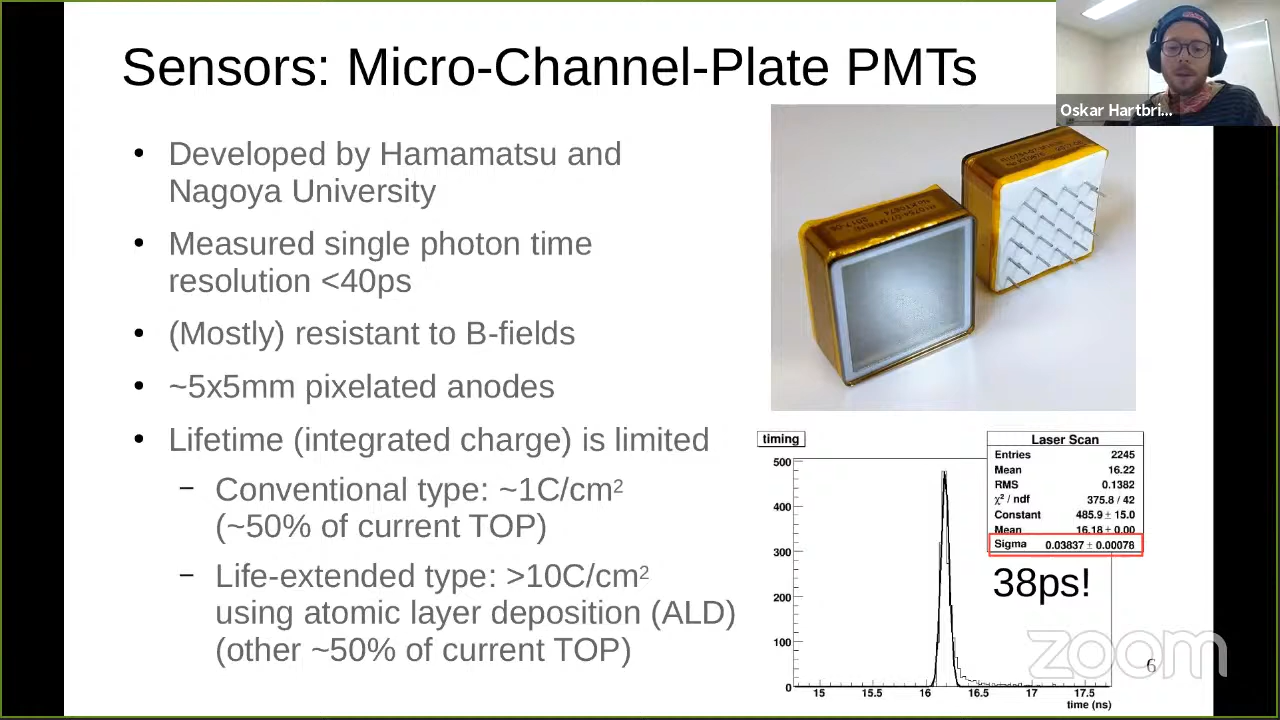 Sensors: Micro-Channel-Plate PMTs
Oskar Hartbri...
• Developed by Hamamatsu and
Nagoya University
• Measured single photon time
resolution <40ps
• (Mostly) resistant to B-fields
• ~5x5mm pixelated anodes
• Lifetime (integrated charge) is limited
– Conventional type: ~1C/cm²
(~50% of current TOP)
– Life-extended type: >10C/cm²
using atomic layer deposition (ALD)
(other ~50% of current TOP)
timing
Laser Scan
Entries 2245
Mean 16.22
RMS 0.1382
χ² / ndf 375.8 / 42
Constant 485.9 ± 15.0
Mean 16.18 ± 0.00
Sigma 0.03837 ± 0.00076
38ps!
500
400
300
200
100
0
15 15.5 16 16.5 17 17.5
time (ns)
zoom
6